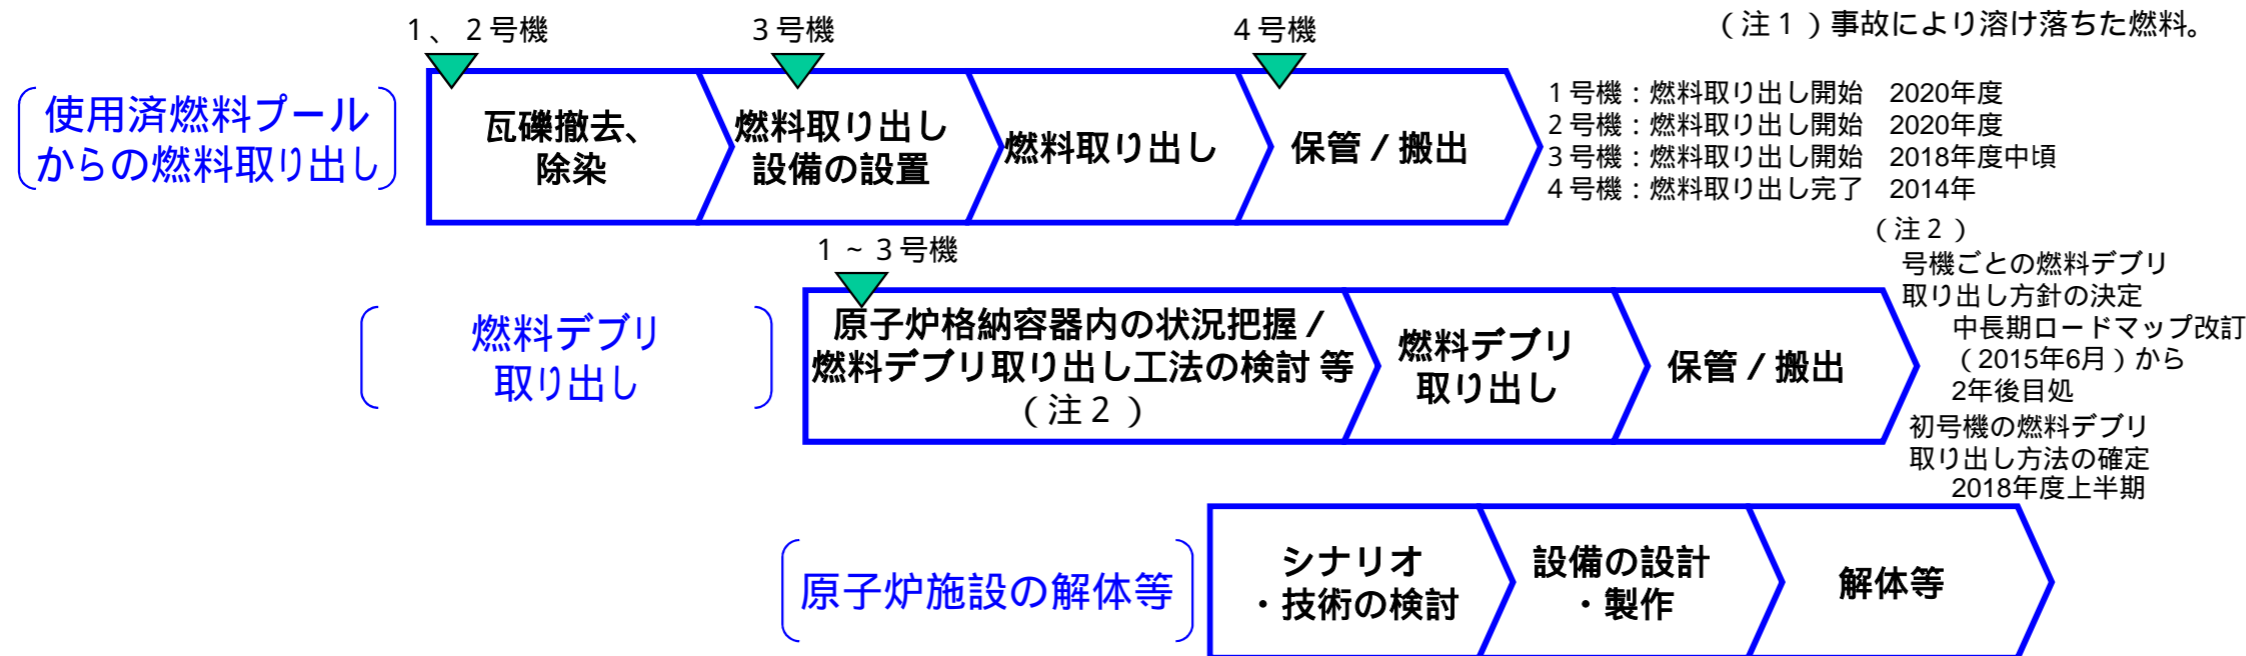 (注1)事故により溶け落ちた燃料。
1、2号機
3号機
4号機
使用済燃料プール
からの燃料取り出し
瓦礫撤去、
除染
燃料取り出し
設備の設置
燃料取り出し
保管/搬出
1号機:燃料取り出し開始 2020年度
2号機:燃料取り出し開始 2020年度
3号機:燃料取り出し開始 2018年度中頃
4号機:燃料取り出し完了 2014年
1~3号機
燃料デブリ
取り出し
原子炉格納容器内の状況把握/
燃料デブリ取り出し工法の検討 等
(注2)
燃料デブリ
取り出し
保管/搬出
(注2)
号機ごとの燃料デブリ
取り出し方針の決定
中長期ロードマップ改訂
(2015年6月)から
2年後目処
初号機の燃料デブリ
取り出し方法の確定
2018年度上半期
原子炉施設の解体等
シナリオ
・技術の検討
設備の設計
・製作
解体等